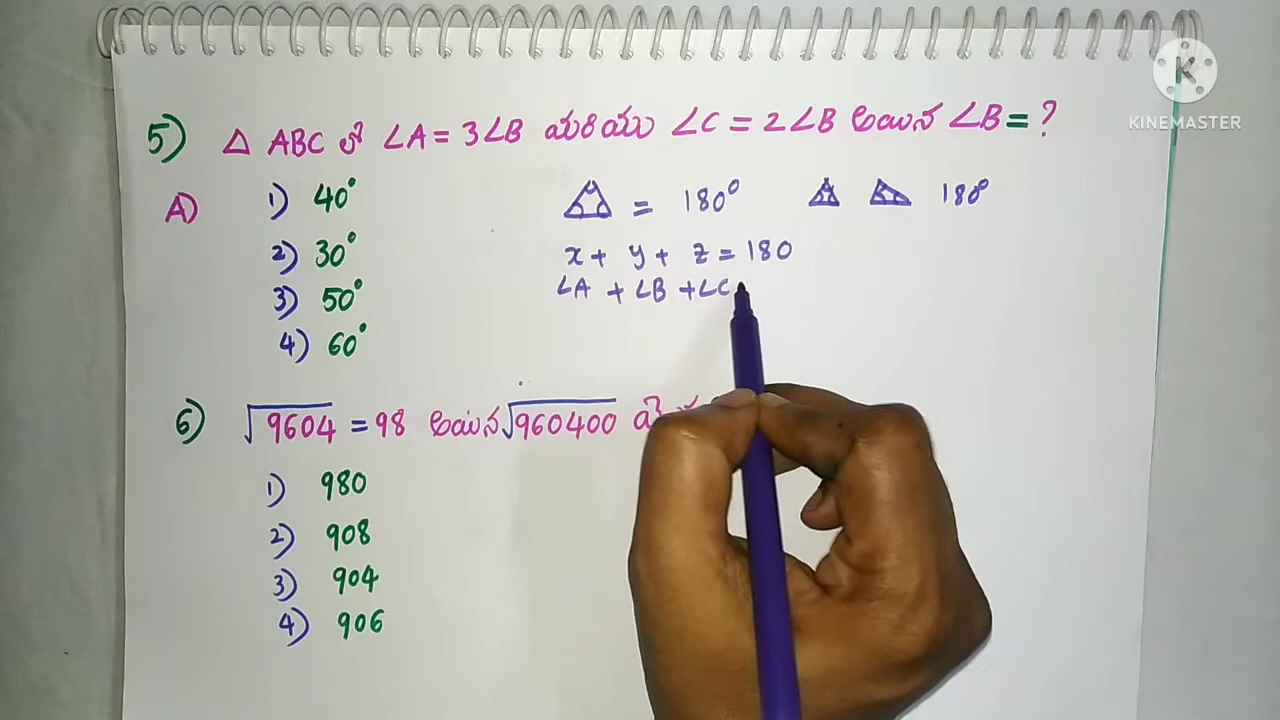 5) △ ABC లో ∠A = 3∠B మరియు ∠C = 2∠B అయిన ∠B = ?
A) 1) 40°
2) 30°
3) 50°
4) 60°
= 180° 180°
x + y + z = 180
∠A + ∠B + ∠C
6) √9604 = 98 అయిన √960400
1) 980
2) 908
3) 904
4) 906
K
KINEMASTER